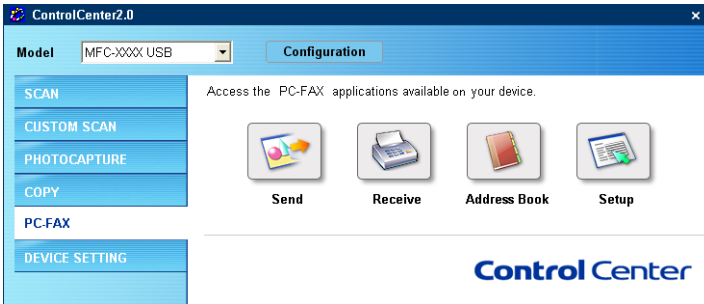 ControlCenter2.0
Model MFC-XXXX USB Configuration
SCAN
CUSTOM SCAN
PHOTOCAPTURE
COPY
PC-FAX
DEVICE SETTING
Access the PC-FAX applications available on your device.
Send Receive Address Book Setup
Control Center